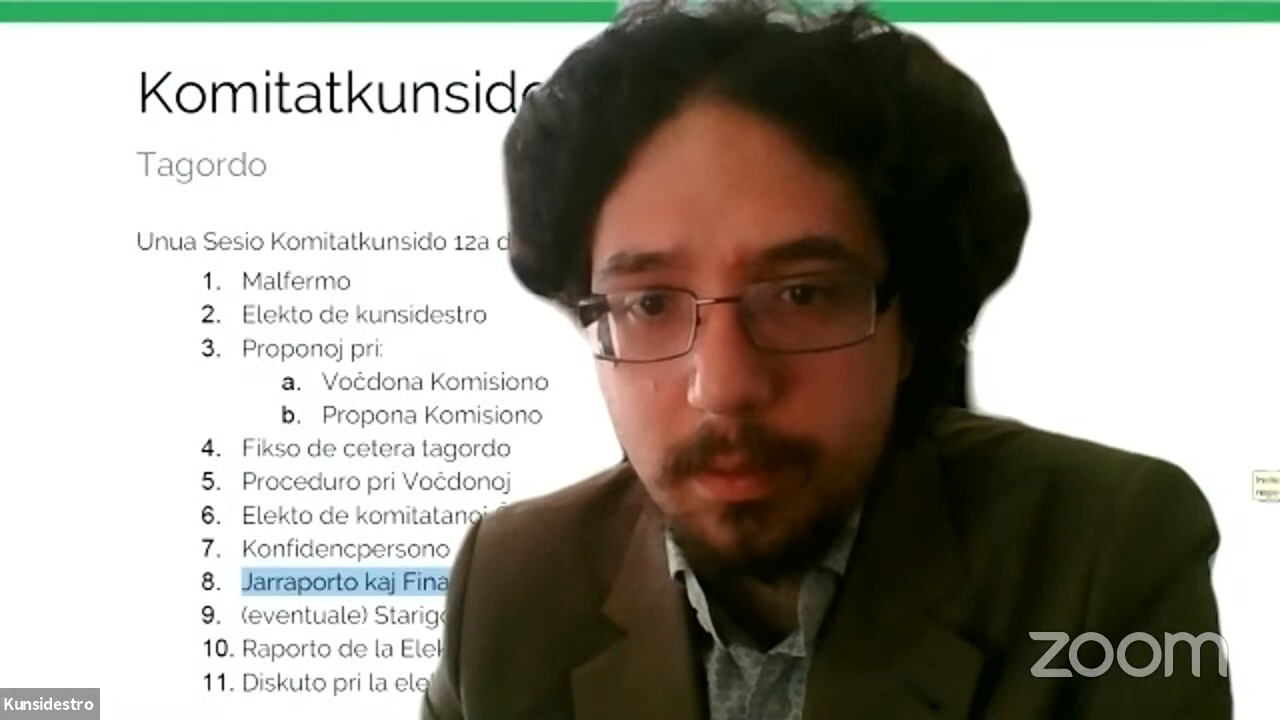 Komitatkunsido
Tagordo
Unua Sesio Komitatkunsido 12a d
1. Malfermo
2. Elekto de kunsidestro
3. Proponoj pri:
a. Voĉdona Komisiono
b. Propona Komisiono
4. Fikso de cetera tagordo
5. Proceduro pri Voĉdonoj
6. Elekto de komitatanoj
7. Konfidencpersono
8. Jarraporto kaj Fina
9. (eventuale) Starigo
10. Raporto de la Elek
11. Diskuto pri la elek
zoom
Kunsidestro